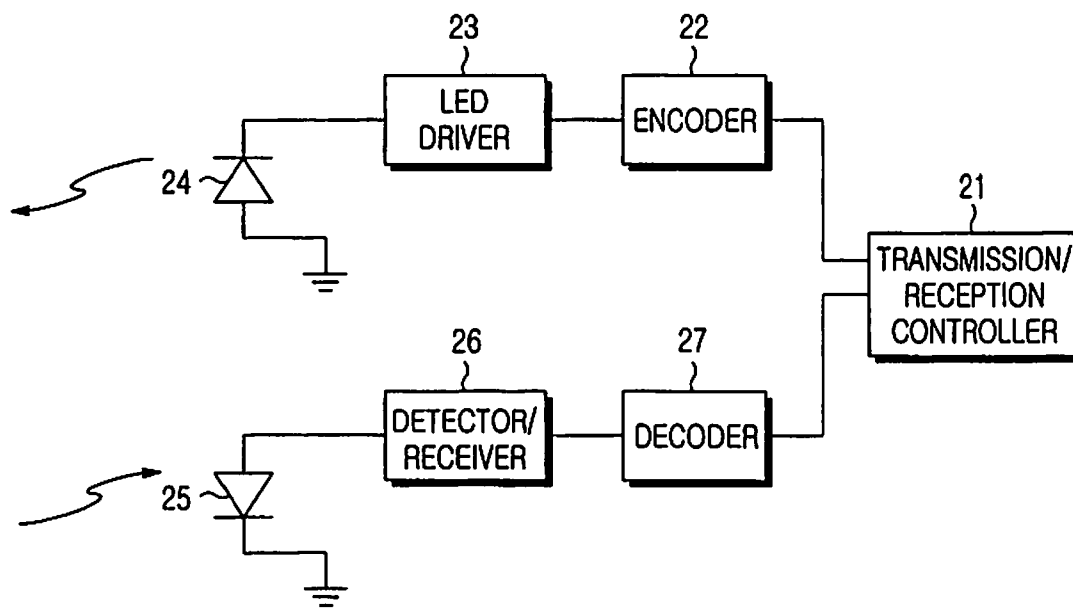 23
22
LED
DRIVER
ENCODER
24
21
TRANSMISSION/
RECEPTION
CONTROLLER
26
27
DETECTOR/
RECEIVER
DECODER
25